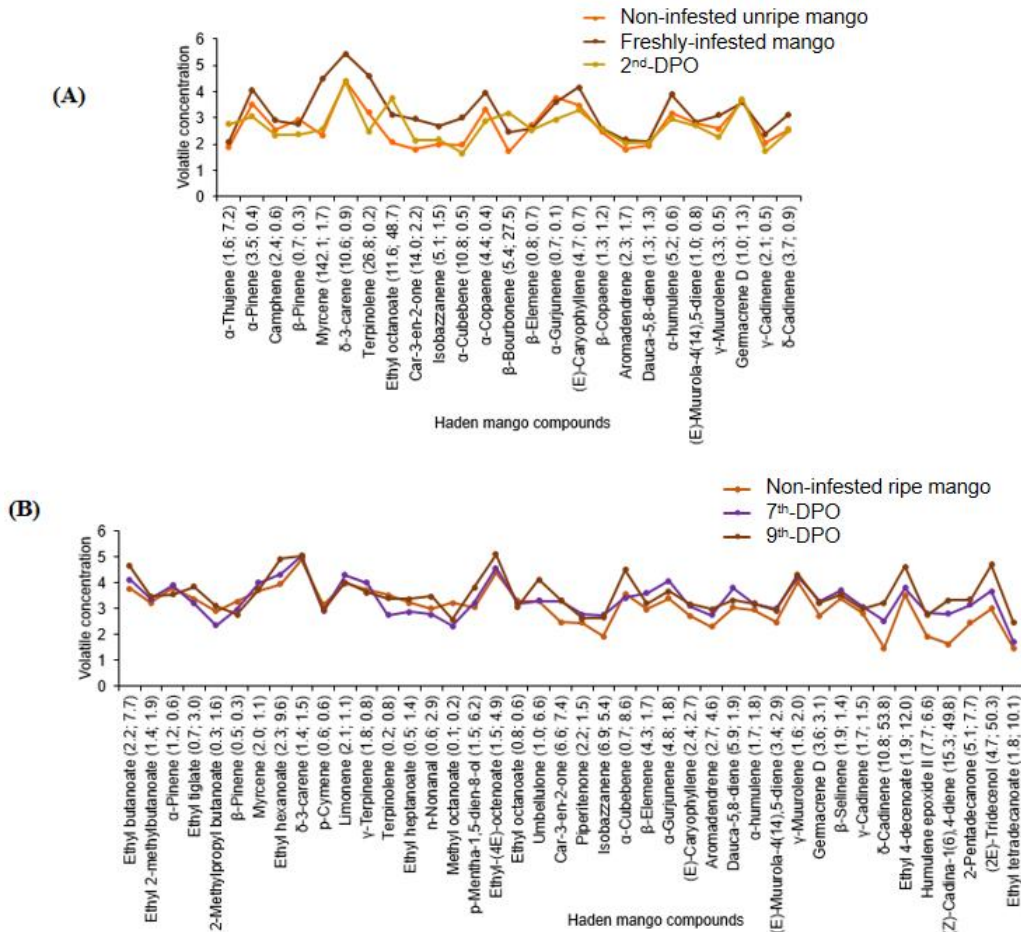 (A)
Non-infested unripe mango
Freshly-infested mango
2nd-DPO
Volatile concentration
6
5
4
3
2
1
0
α-Thujene (1.6; 7.2)
α-Pinene (3.5; 0.4)
Camphene (2.4; 0.6)
β-Pinene (0.7; 0.3)
Myrcene (142.1; 1.7)
δ-3-carene (10.6; 0.9)
Terpinolene (26.8; 0.2)
Ethyl octanoate (11.6; 48.7)
Car-3-en-2-one (14.0; 2.2)
Isobazzanene (5.1; 1.5)
α-Cubebene (10.8; 0.5)
α-Copaene (4.4; 0.4)
β-Bourbonene (5.4; 27.5)
β-Elemene (0.8; 0.7)
α-Gurjunene (0.7; 0.1)
(E)-Caryophyllene (4.7; 0.7)
β-Copaene (1.3; 1.2)
Aromadendrene (2.3; 1.7)
Dauca-5,8-diene (1.3; 1.3)
α-humulene (5.2; 0.6)
(E)-Muurola-4(14),5-diene (1.0; 0.8)
γ-Muurolene (3.3; 0.5)
Germacrene D (1.0; 1.3)
γ-Cadinene (2.1; 0.5)
δ-Cadinene (3.7; 0.9)
Haden mango compounds
(B)
Non-infested ripe mango
7th-DPO
9th-DPO
Volatile concentration
6
5
4
3
2
1
0
Ethyl butanoate (2.2; 7.7)
Ethyl 2-methylbutanoate (1.4; 1.9)
α-Pinene (1.2; 0.6)
Ethyl tiglate (0.7; 3.0)
2-Methylpropyl butanoate (0.3; 1.6)
β-Pinene (0.5; 0.3)
Myrcene (2.0; 1.1)
Ethyl hexanoate (2.3; 9.6)
δ-3-carene (1.4; 1.5)
p-Cymene (0.6; 0.6)
Limonene (2.1; 1.1)
γ-Terpinene (1.8; 0.8)
Terpinolene (0.2; 0.8)
Ethyl heptanoate (0.5; 1.4)
n-Nonanal (0.6; 2.9)
Methyl octanoate (0.1; 0.2)
p-Mentha-1,5-dien-8-ol (1.5; 6.2)
Ethyl-(4E)-octenoate (1.5; 4.9)
Ethyl octanoate (0.8; 0.6)
Umbellulone (1.0; 6.6)
Car-3-en-2-one (6.6; 7.4)
Piperitenone (2.2; 1.5)
Isobazzene (6.9; 5.4)
α-Cubebene (0.7; 8.6)
β-Elemene (4.3; 1.7)
α-Gurjunene (4.8; 1.8)
(E)-Caryophyllene (2.4; 2.7)
Aromadendrene (2.7; 4.6)
Dauca-5,8-diene (5.9; 1.9)
α-humulene (1.7; 1.8)
(E)-Muurola-4(14),5-diene (3.4; 2.9)
γ-Muurolene (1.6; 2.0)
Germacrene D (3.6; 3.1)
β-Selinene (1.9; 1.4)
γ-Cadinene (1.7; 1.5)
δ-Cadinene (10.8; 53.8)
Ethyl 4-decenoate (1.9; 12.0)
Humulene epoxide II (7.7; 6.6)
(Z)-Cadina-1(6),4-diene (15.3; 49.8)
2-Pentadecanone (5.1; 7.7)
(2E)-Tridecenol (4.7; 50.3)
Ethyl tetradecanoate (1.8; 10.1)
Haden mango compounds